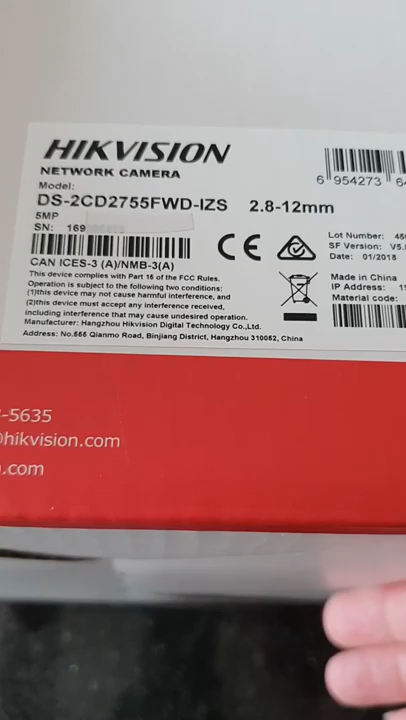 HIKVISION
NETWORK CAMERA
Model:
DS-2CD2755FWD-IZS 2.8-12mm
5MP
SN: 169
6 954273 6
CE
CAN ICES-3 (A)/NMB-3(A)
This device complies with Part 15 of the FCC Rules.
Operation is subject to the following two conditions:
(1)this device may not cause harmful interference, and
(2)this device must accept any interference received,
including interference that may cause undesired operation.
Manufacturer: Hangzhou Hikvision Digital Technology Co.,Ltd.
Address: No.555 Qianmo Road, Binjiang District, Hangzhou 310052, China
Lot Number: 45
SF Version: V5.
Date: 01/2018
Made in China
IP Address: 19
Material code:
-5635
@hikvision.com
.com